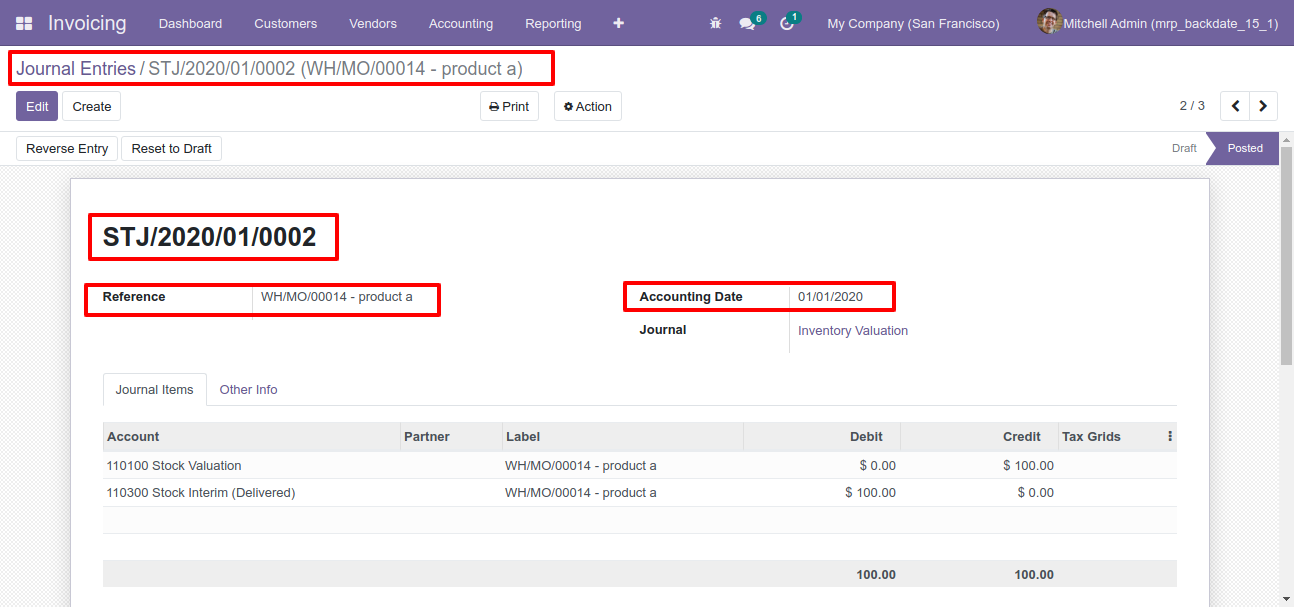 Invoicing Dashboard Customers Vendors Accounting Reporting + 6 1 My Company (San Francisco) Mitchell Admin (mrp_backdate_15_1)
Journal Entries / STJ/2020/01/0002 (WH/MO/00014 - product a)
Edit Create Print Action 2 / 3
Reverse Entry Reset to Draft Draft Posted
STJ/2020/01/0002
Reference WH/MO/00014 - product a Accounting Date 01/01/2020
Journal Inventory Valuation
Journal Items Other Info
Account Partner Label Debit Credit Tax Grids
110100 Stock Valuation WH/MO/00014 - product a $ 0.00 $ 100.00
110300 Stock Interim (Delivered) WH/MO/00014 - product a $ 100.00 $ 0.00
100.00 100.00